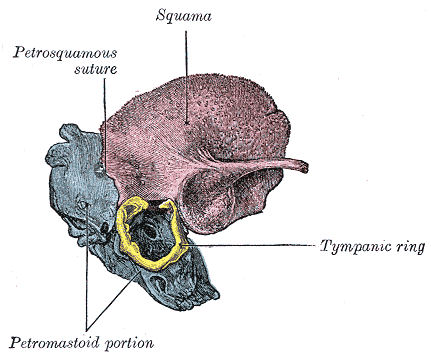 Squama
Petrosquamous
suture
Tympanic ring
Petromastoid portion